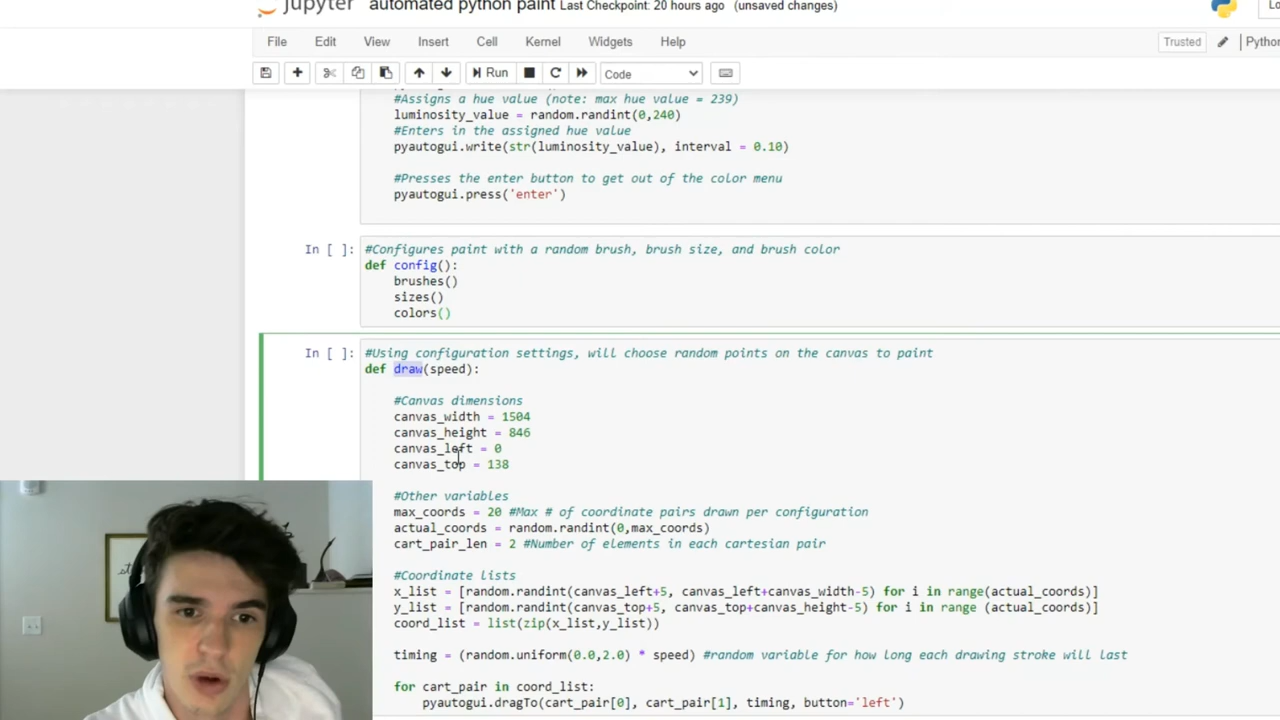 jupyter automated python paint Last Checkpoint: 20 hours ago (unsaved changes)
File Edit View Insert Cell Kernel Widgets Help Trusted
Run Code
#Assigns a hue value (note: max hue value = 239)
luminosity_value = random.randint(0,240)
#Enters in the assigned hue value
pyautogui.write(str(luminosity_value), interval = 0.10)
#Presses the enter button to get out of the color menu
pyautogui.press('enter')
In [ ]: #Configures paint with a random brush, brush size, and brush color
def config():
brushes()
sizes()
colors()
In [ ]: #Using configuration settings, will choose random points on the canvas to paint
def draw(speed):
#Canvas dimensions
canvas_width = 1504
canvas_height = 846
canvas_left = 0
canvas_top = 138
#Other variables
max_coords = 20 #Max # of coordinate pairs drawn per configuration
actual_coords = random.randint(0,max_coords)
cart_pair_len = 2 #Number of elements in each cartesian pair
#Coordinate lists
x_list = [random.randint(canvas_left+5, canvas_left+canvas_width-5) for i in range(actual_coords)]
y_list = [random.randint(canvas_top+5, canvas_top+canvas_height-5) for i in range (actual_coords)]
coord_list = list(zip(x_list,y_list))
timing = (random.uniform(0.0,2.0) * speed) #random variable for how long each drawing stroke will last
for cart_pair in coord_list:
pyautogui.dragTo(cart_pair[0], cart_pair[1], timing, button='left')